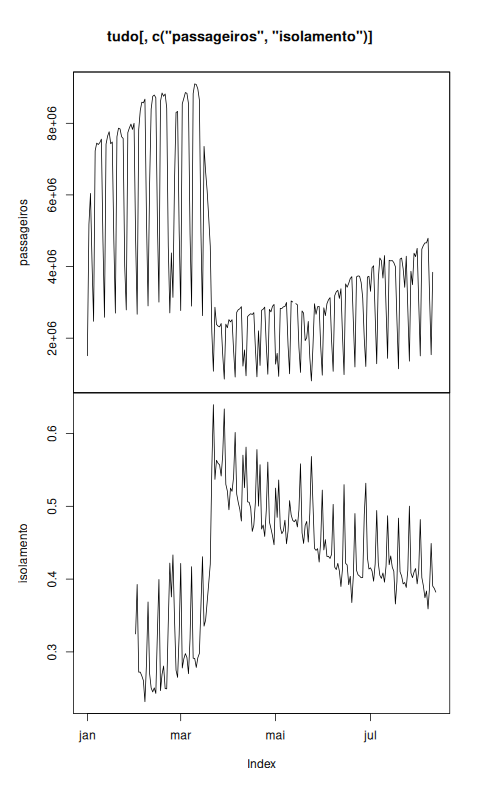 tudo[, c("passageiros", "isolamento")]
passageiros
8e+06
6e+06
4e+06
2e+06
isolamento
0.6
0.5
0.4
0.3
jan mar mai jul
Index